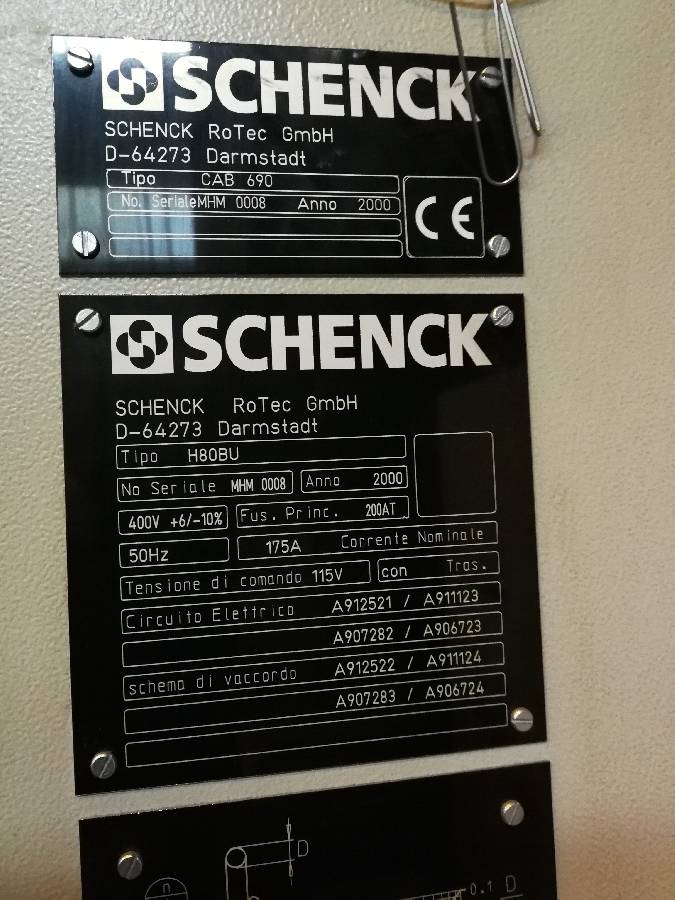 SCHENCK
SCHENCK RoTec GmbH
D-64273 Darmstadt
Tipo CAB 690
No. Seriale MHM 0008 Anno 2000
CE
SCHENCK
SCHENCK RoTec GmbH
D-64273 Darmstadt
Tipo H80BU
No Seriale MHM 0008 Anno 2000
400V +6/-10% Fus. Princ. 200AT
50Hz 175A Corrente Nominale
Tensione di comando 115V con Tras.
Circuito Elettrico A912521 / A911123
A907282 / A906723
schema di vaccordo A912522 / A911124
A907283 / A906724
D
n
0.1 D